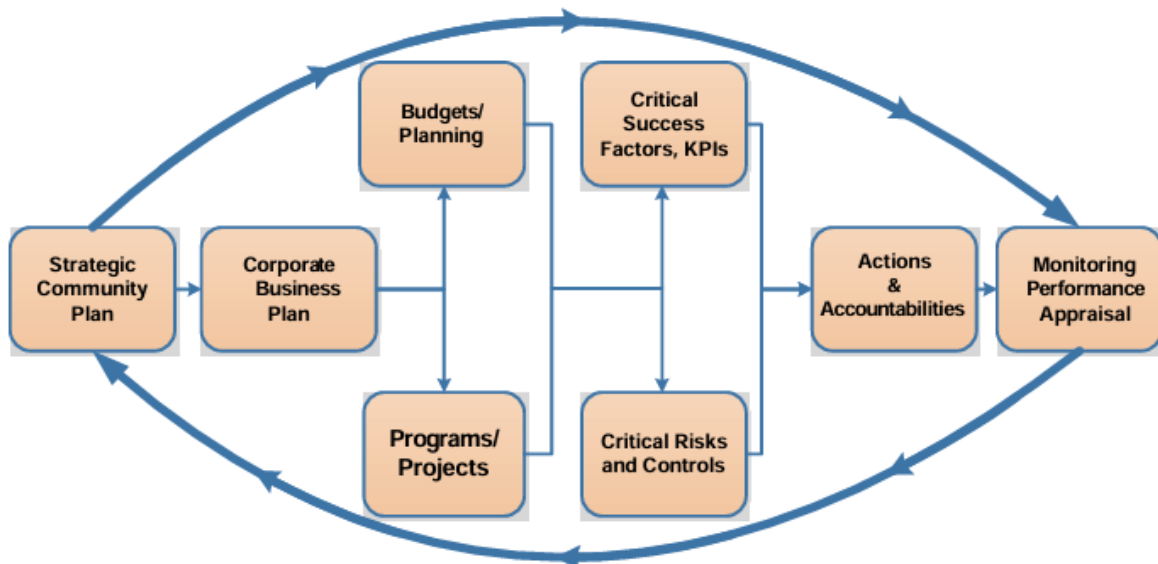 Budgets/
Planning
Critical
Success
Factors, KPIs
Strategic
Community
Plan
Corporate
Business
Plan
Actions
&
Accountabilities
Monitoring
Performance
Appraisal
Programs/
Projects
Critical Risks
and Controls